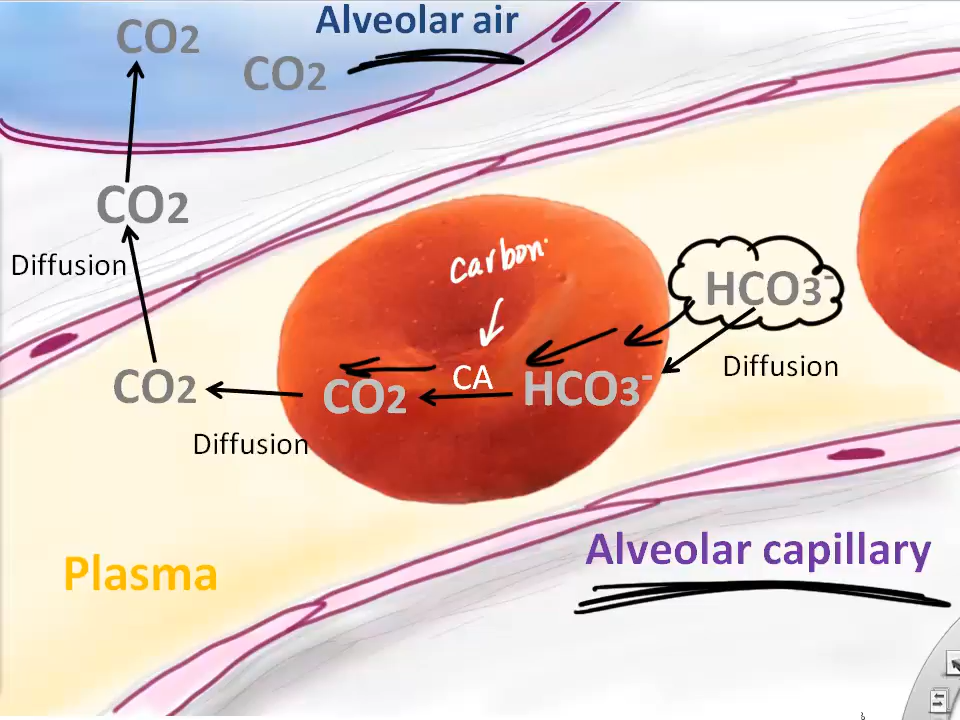 CO2
Alveolar air
CO2
CO2
Diffusion
carbon.
HCO3-
CO2
Diffusion
CO2
CA
HCO3-
Diffusion
Plasma
Alveolar capillary